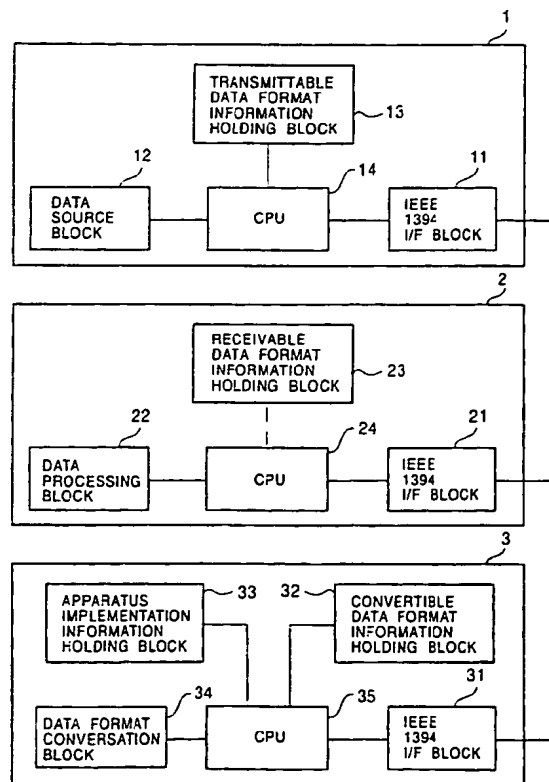 1
TRANSMITTABLE
DATA FORMAT
INFORMATION
HOLDING BLOCK
13
12
14
11
DATA
SOURCE
BLOCK
CPU
IEEE
1394
I/F BLOCK
2
RECEIVABLE
DATA FORMAT
INFORMATION
HOLDING BLOCK
23
22
24
21
DATA
PROCESSING
BLOCK
CPU
IEEE
1394
I/F BLOCK
3
APPARATUS
IMPLEMENTATION
INFORMATION
HOLDING BLOCK
33
32
CONVERTIBLE
DATA FORMAT
INFORMATION
HOLDING BLOCK
34
35
31
DATA FORMAT
CONVERSATION
BLOCK
CPU
IEEE
1394
I/F BLOCK